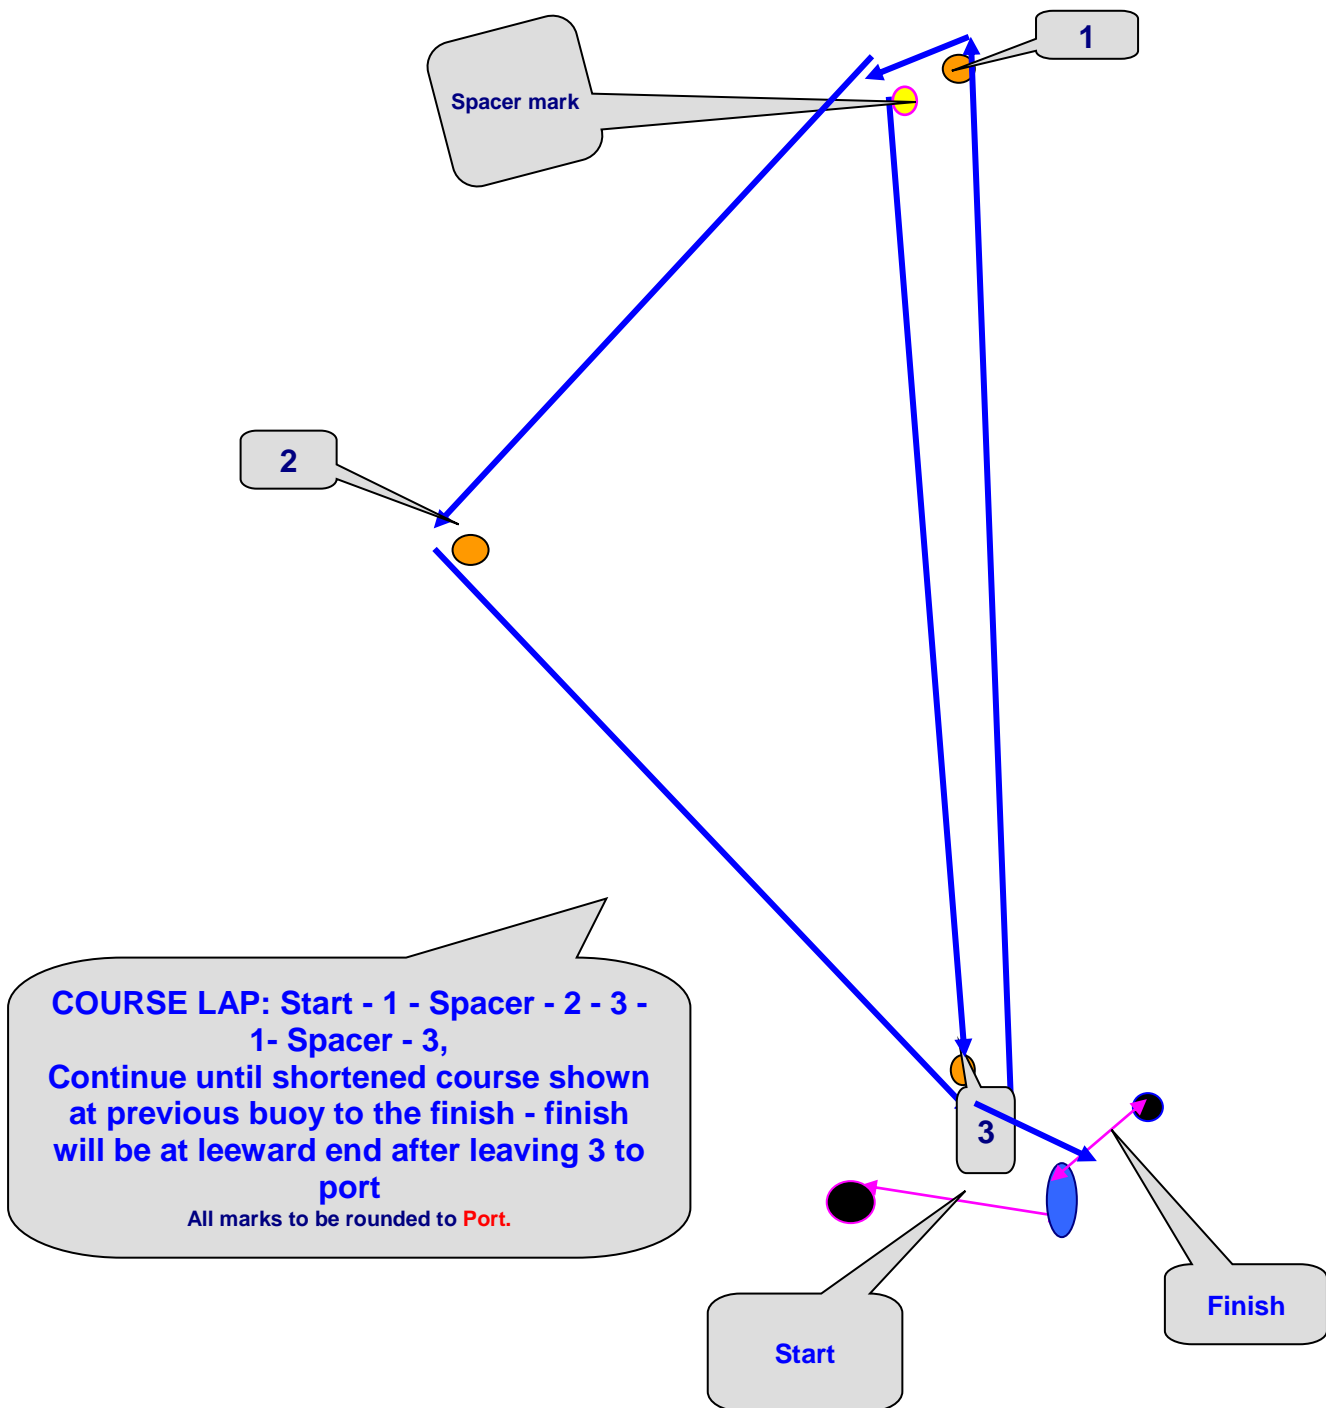 1
Spacer mark
2
COURSE LAP: Start - 1 - Spacer - 2 - 3 -
1- Spacer - 3,
Continue until shortened course shown
at previous buoy to the finish - finish
will be at leeward end after leaving 3 to
port
All marks to be rounded to Port.
3
Finish
Start